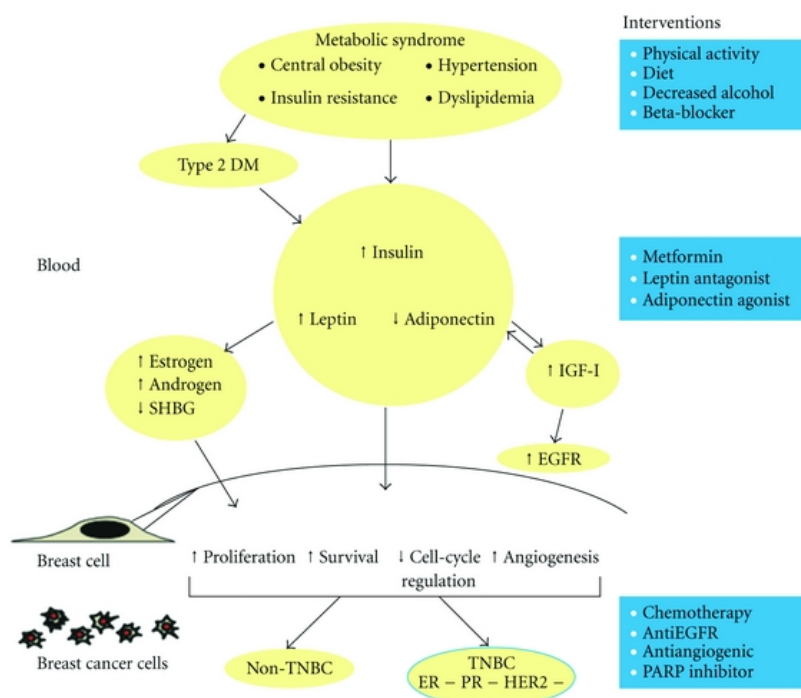 Interventions
Metabolic syndrome
• Central obesity • Hypertension
• Insulin resistance • Dyslipidemia
• Physical activity
• Diet
• Decreased alcohol
• Beta-blocker
Type 2 DM
Blood
↑ Insulin
↑ Leptin ↓ Adiponectin
• Metformin
• Leptin antagonist
• Adiponectin agonist
↑ Estrogen
↑ Androgen
↓ SHBG
↑ IGF-I
↑ EGFR
Breast cell
↑ Proliferation ↑ Survival ↓ Cell-cycle ↑ Angiogenesis
regulation
Breast cancer cells
Non-TNBC
TNBC
ER − PR − HER2 −
• Chemotherapy
• AntiEGFR
• Antiangiogenic
• PARP inhibitor